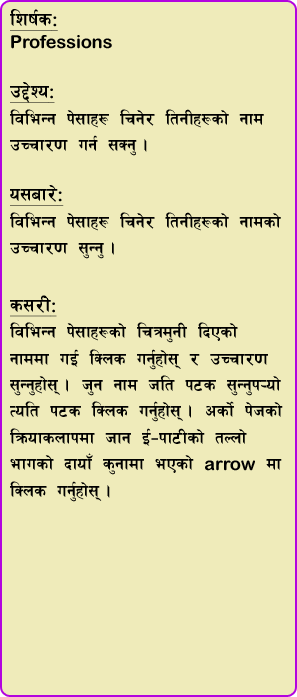 शिर्षक:
Professions
उद्देश्य:
विभिन्न पेसाहरू चिनेर तिनीहरूको नाम
उच्चारण गर्न सक्नु ।
यसबारे:
विभिन्न पेसाहरू चिनेर तिनीहरूको नामको
उच्चारण सुन्नु ।
कसरी:
विभिन्न पेसाहरूको चित्रमुनी दिएको
नाममा गई क्लिक गर्नुहोस् र उच्चारण
सुन्नुहोस् । जुन नाम जति पटक सुन्नुपर्‍यो
त्यति पटक क्लिक गर्नुहोस् । अर्को पेजको
क्रियाकलापमा जान ई-पाटीको तल्लो
भागको दायाँ कुनामा भएको arrow मा
क्लिक गर्नुहोस् ।